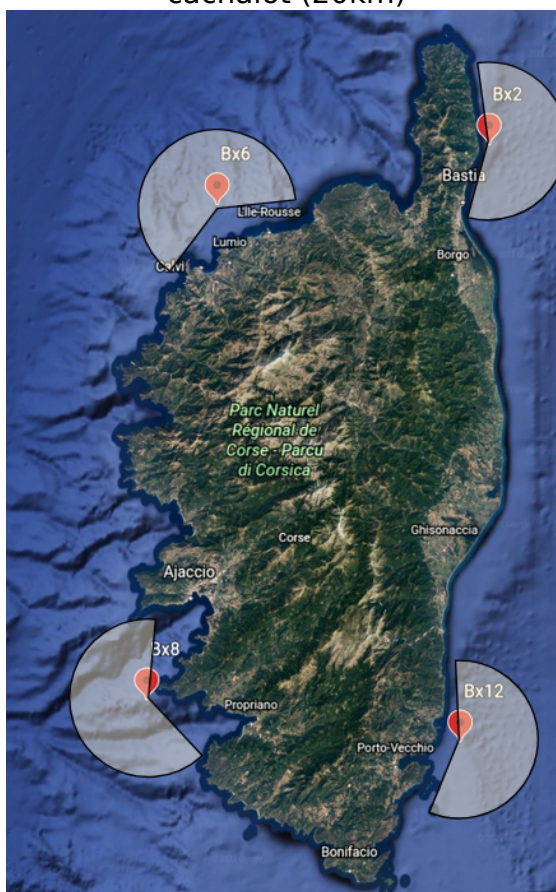 cachalot (20km)
Bx2
Bx6
Bastia
L'Ile-Rousse
Lumio
Calvi
Borgo
Parc Naturel
Régional de
Corse - Parcu
di Corsica
Ghisonaccia
Corse
Ajaccio
Bx8
Bx12
Propriano
Porto-Vecchio
Bonifacio